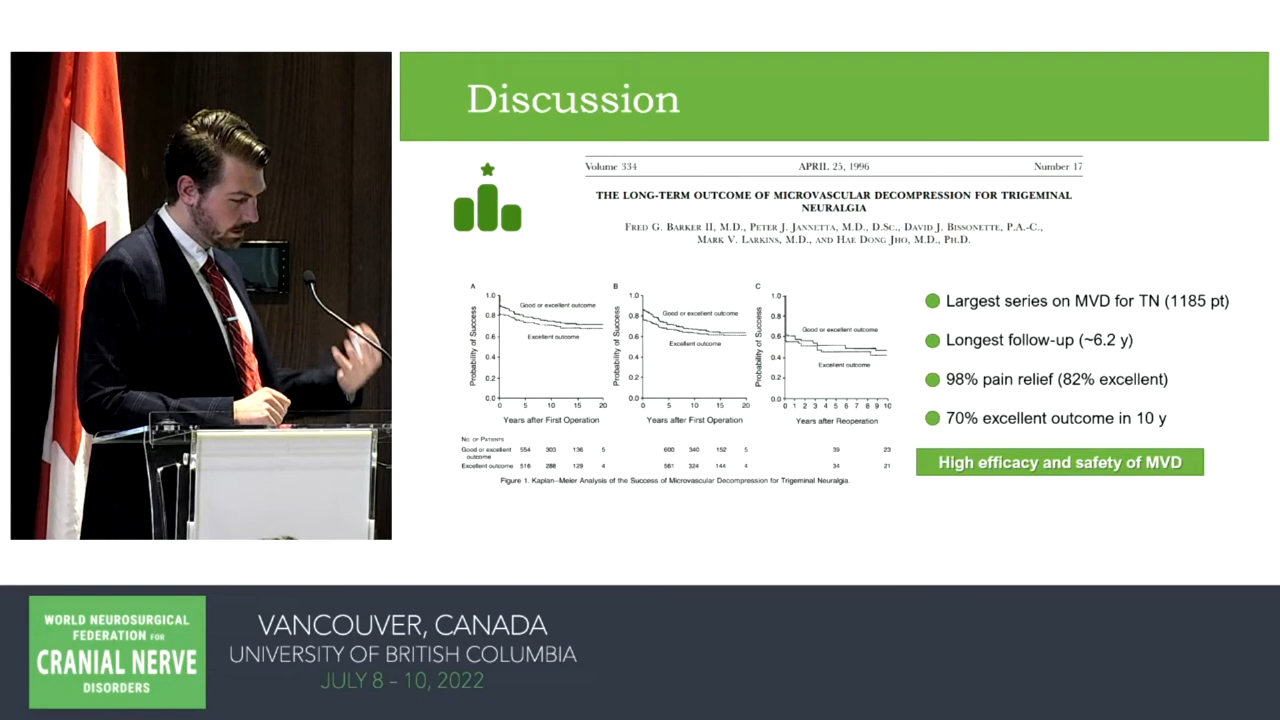 Discussion
Volume 334 APRIL 25, 1996 Number 17
THE LONG-TERM OUTCOME OF MICROVASCULAR DECOMPRESSION FOR TRIGEMINAL
NEURALGIA
FRED G. BARKER II, M.D., PETER J. JANNETTA, M.D., D.SC., DAVID J. BISSONETTE, P.A.-C.,
MARK V. LARKINS, M.D., AND HAE DONG JHO, M.D., PH.D.
A
Probability of Success
1.0
0.8
0.6
0.4
0.2
0.0
Good or excellent outcome
Excellent outcome
0 5 10 15 20
Years after First Operation
B
Probability of Success
1.0
0.8
0.6
0.4
0.2
0.0
Good or excellent outcome
Excellent outcome
0 5 10 15 20
Years after First Operation
C
Probability of Success
1.0
0.8
0.6
0.4
0.2
0.0
Good or excellent outcome
Excellent outcome
0 1 2 3 4 5 6 7 8 9 10
Years after Reoperation
NO. OF PATIENTS
Good or excellent 554 303 136 5 600 340 152 5 39 23
outcome
Excellent outcome 516 288 129 4 561 324 144 4 34 21
Figure 1. Kaplan–Meier Analysis of the Success of Microvascular Decompression for Trigeminal Neuralgia.
Largest series on MVD for TN (1185 pt)
Longest follow-up (~6.2 y)
98% pain relief (82% excellent)
70% excellent outcome in 10 y
High efficacy and safety of MVD
WORLD NEUROSURGICAL
FEDERATION FOR
CRANIAL NERVE
DISORDERS
VANCOUVER, CANADA
UNIVERSITY OF BRITISH COLUMBIA
JULY 8 – 10, 2022